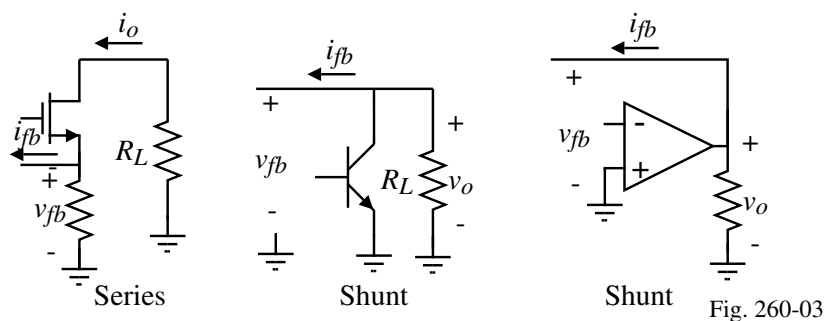 i_o
i_fb
+
v_fb
-
R_L
Series
i_fb
+
v_fb
-
+
R_L
v_o
-
Shunt
i_fb
+
v_fb
-
-
+
+
v_o
-
Shunt
Fig. 260-03